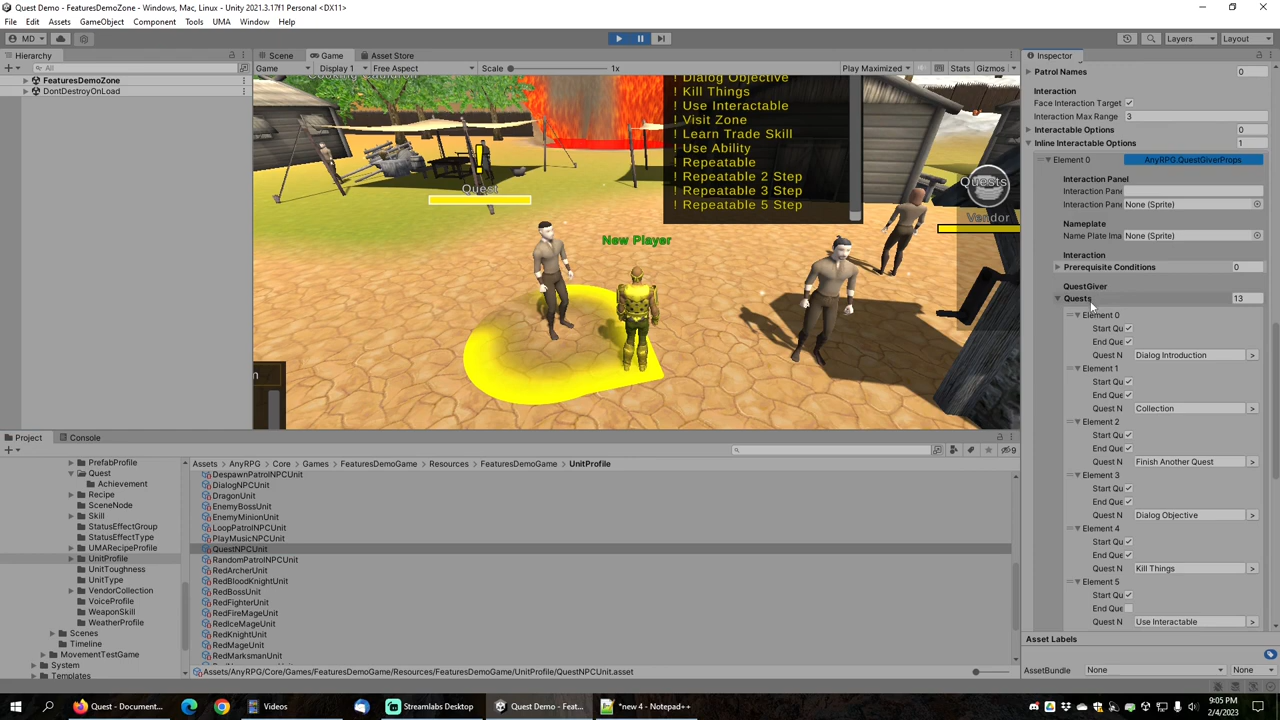 Quest Demo - FeaturesDemoZone - Windows, Mac, Linux - Unity 2021.3.17f1 Personal <DX11>
File Edit Assets GameObject Component Tools UMA Window Help
MD
Layers
Layout
Hierarchy
All
FeaturesDemoZone
DontDestroyOnLoad
Scene
Game
Asset Store
Game
Display 1
Free Aspect
Scale
1x
Play Maximized
Stats
Gizmos
Cooking Cauldron
! Dialog Objective
! Kill Things
! Use Interactable
! Visit Zone
! Learn Trade Skill
! Use Ability
! Repeatable
! Repeatable 2 Step
! Repeatable 3 Step
! Repeatable 5 Step
Quest
New Player
Quests
Vendor
Inspector
Patrol Names 0
Interaction
Face Interaction Target
Interaction Max Range 3
Interactable Options 0
Inline Interactable Options 1
Element 0 AnyRPG.QuestGiverProps
Interaction Panel
Interaction Pane
Interaction Pane None (Sprite)
Nameplate
Name Plate Ima None (Sprite)
Interaction
Prerequisite Conditions 0
QuestGiver
Quests 13
Element 0
Start Qu
End Que
Quest N Dialog Introduction >
Element 1
Start Qu
End Que
Quest N Collection >
Element 2
Start Qu
End Que
Quest N Finish Another Quest >
Element 3
Start Qu
End Que
Quest N Dialog Objective >
Element 4
Start Qu
End Que
Quest N Kill Things >
Element 5
Start Qu
End Que
Quest N Use Interactable >
Asset Labels
AssetBundle None None
Project
Console
9
PrefabProfile
Quest
Achievement
Recipe
SceneNode
Skill
StatusEffectGroup
StatusEffectType
UMARecipeProfile
UnitProfile
UnitToughness
UnitType
VendorCollection
VoiceProfile
WeaponSkill
WeatherProfile
Scenes
Timeline
MovementTestGame
System
Templates
Assets > AnyRPG > Core > Games > FeaturesDemoGame > Resources > FeaturesDemoGame > UnitProfile
DespawnPatrolNPCUnit
DialogNPCUnit
DragonUnit
EnemyBossUnit
EnemyMinionUnit
LoopPatrolNPCUnit
PlayMusicNPCUnit
QuestNPCUnit
RandomPatrolNPCUnit
RedArcherUnit
RedBloodKnightUnit
RedBossUnit
RedFighterUnit
RedFireMageUnit
RedIceMageUnit
RedKnightUnit
RedMageUnit
RedMarksmanUnit
Assets/AnyRPG/Core/Games/FeaturesDemoGame/Resources/FeaturesDemoGame/UnitProfile/QuestNPCUnit.asset
Quest - Document...
Videos
Streamlabs Desktop
Quest Demo - Feat...
*new 4 - Notepad++
9:05 PM
2/4/2023